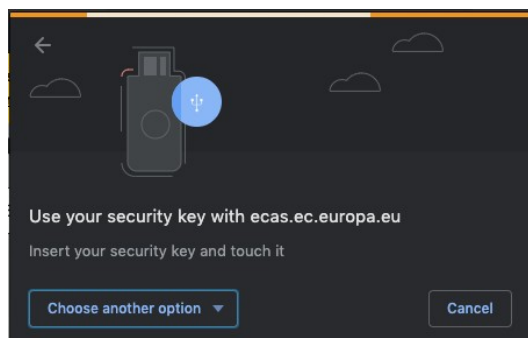 Use your security key with ecas.ec.europa.eu
Insert your security key and touch it
Choose another option
Cancel